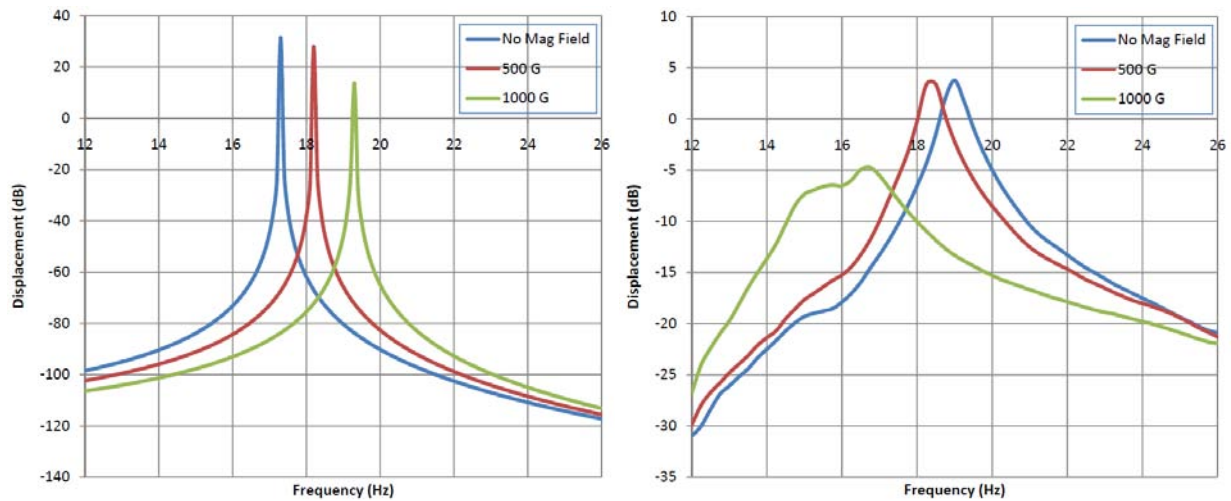 40
20
0
-20
-40
-60
-80
-100
-120
-140
12 14 16 18 20 22 24 26
Displacement (dB)
Frequency (Hz)
No Mag Field
500 G
1000 G
10
5
0
-5
-10
-15
-20
-25
-30
-35
12 14 16 18 20 22 24 26
Displacement (dB)
Frequency (Hz)
No Mag Field
500 G
1000 G